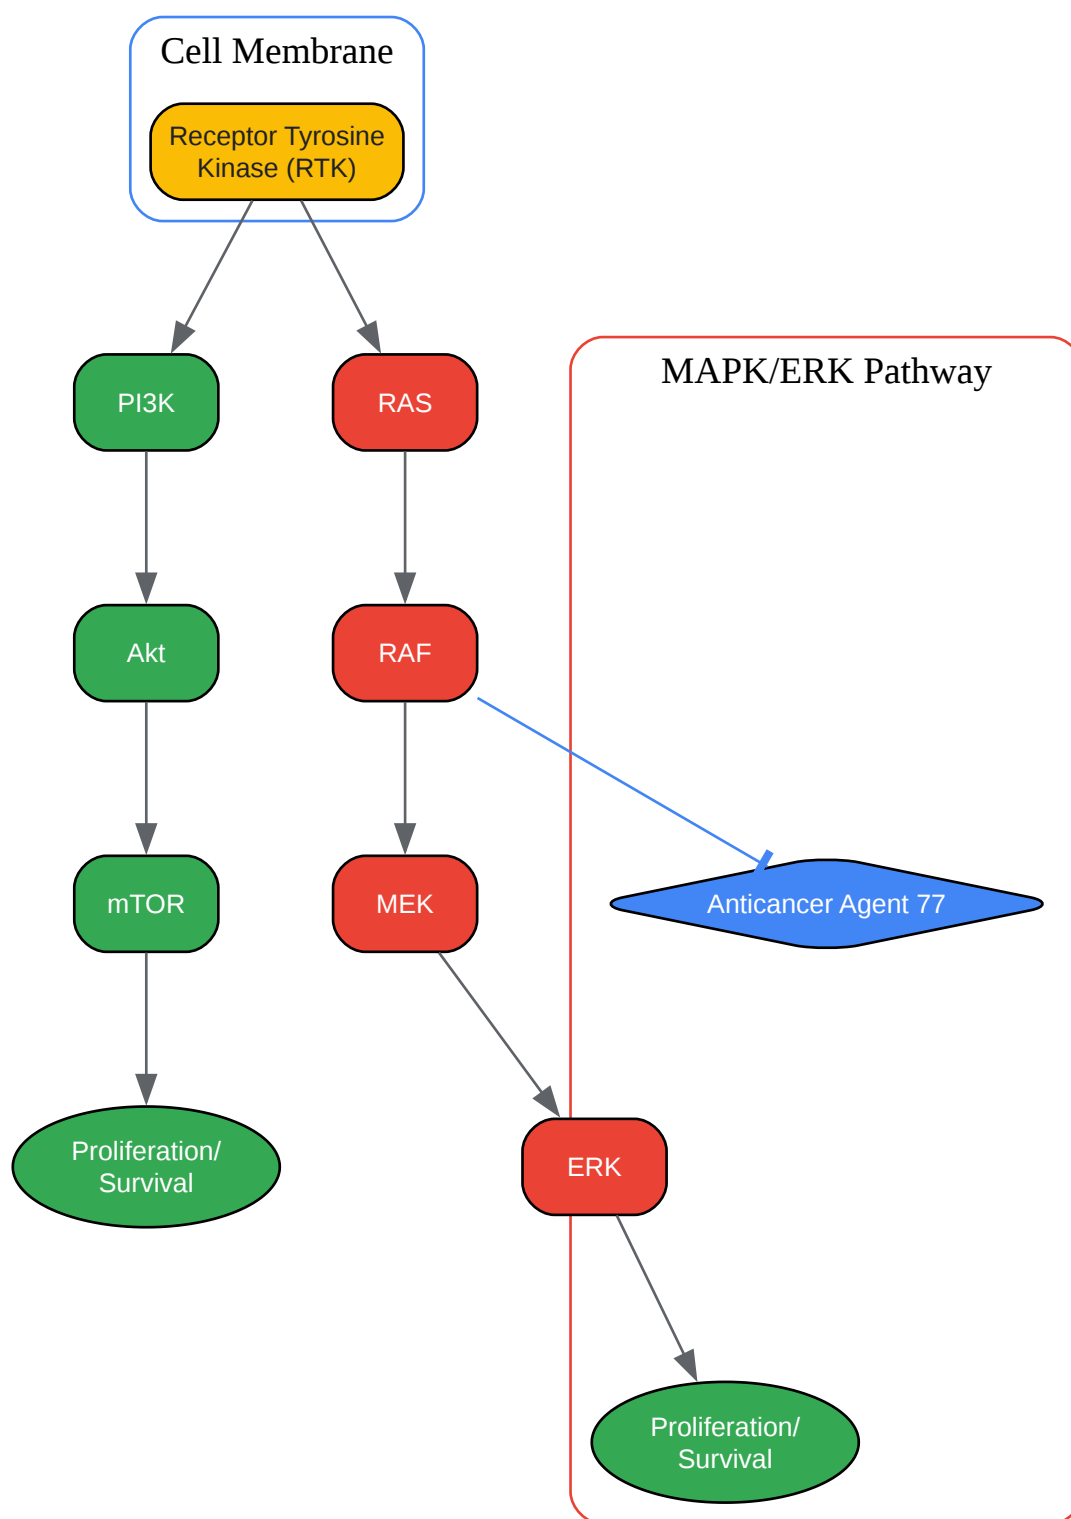 Cell Membrane
Receptor Tyrosine
Kinase (RTK)
MAPK/ERK Pathway
PI3K
RAS
Akt
RAF
mTOR
MEK
Anticancer Agent 77
Proliferation/
Survival
ERK
Proliferation/
Survival